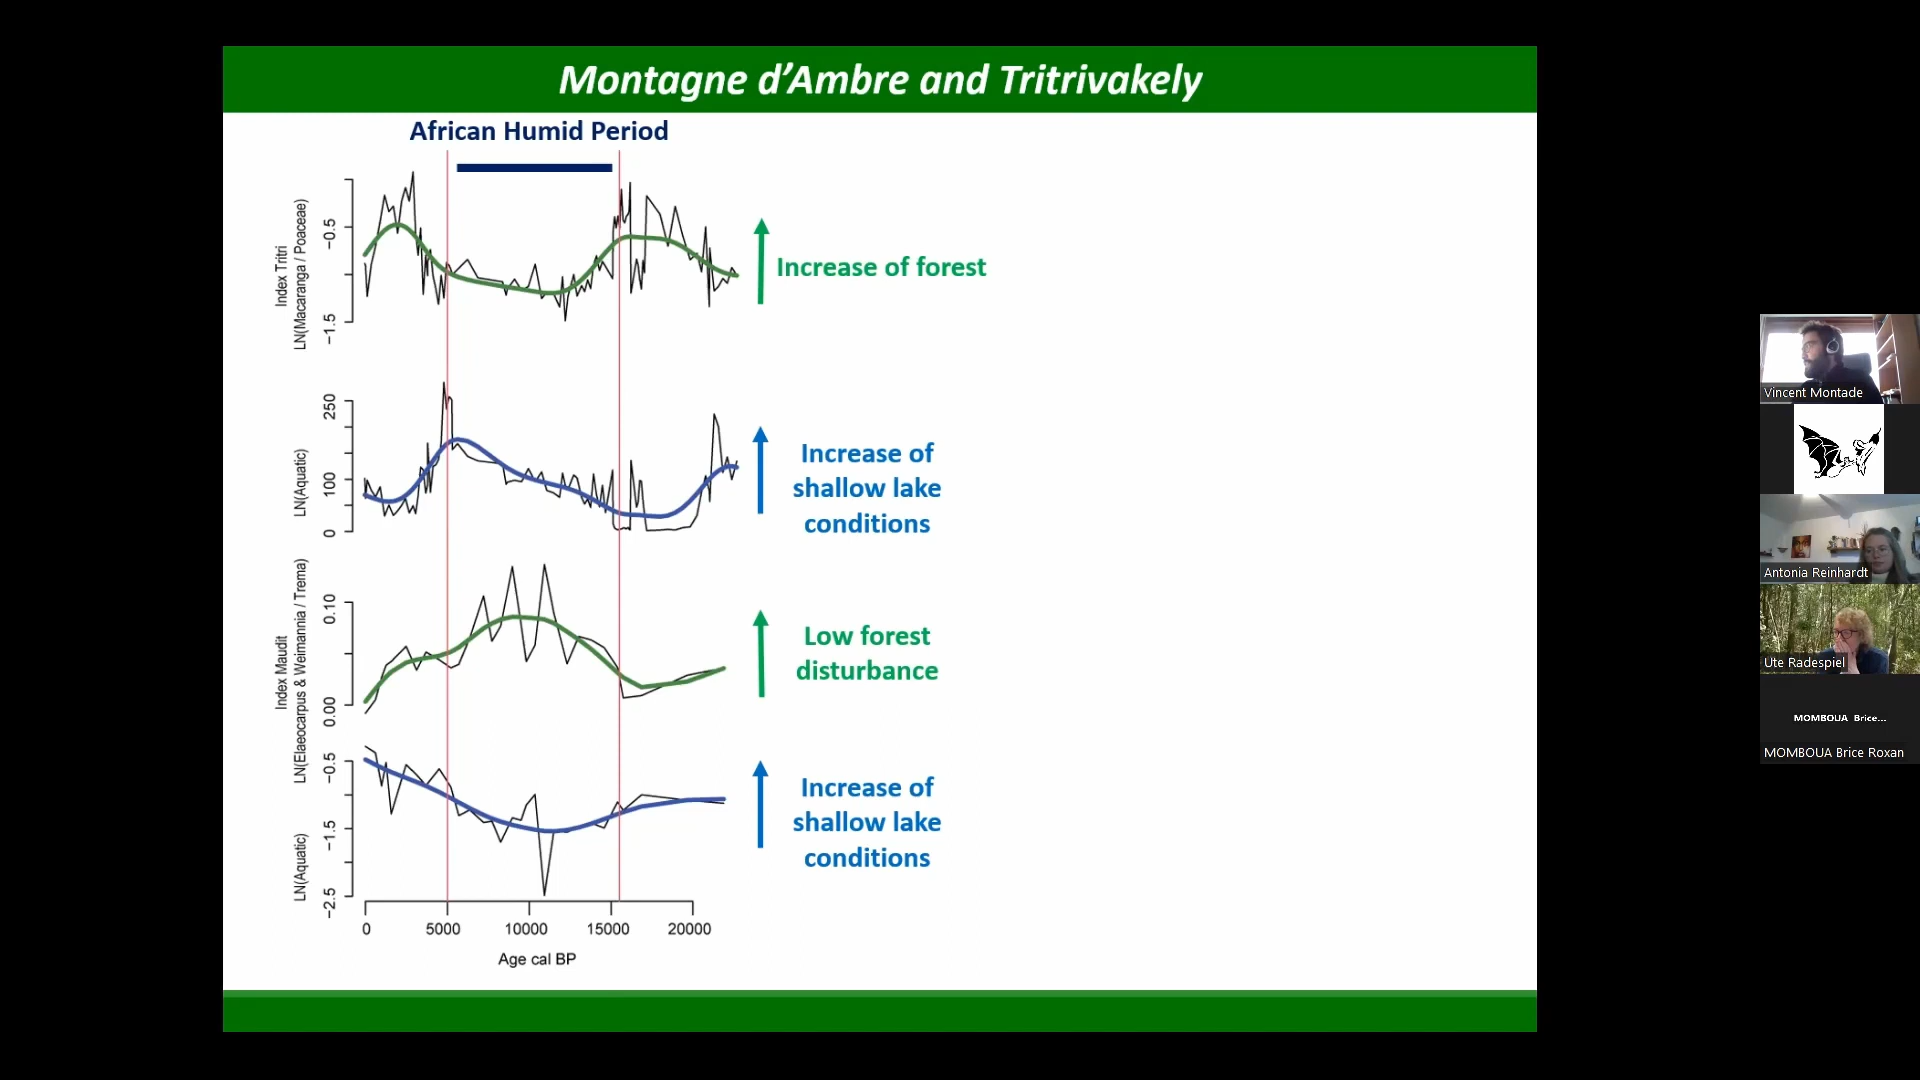 Montagne d'Ambre and Tritrivakely
African Humid Period
Index Tritri
LN(Macaranga / Poaceae)
-0.5
-1.5
Increase of forest
LN(Aquatic)
250
100
0
Increase of
shallow lake
conditions
Index Maudit
LN(Elaeocarpus & Weimannia / Trema)
0.10
0.00
Low forest
disturbance
LN(Aquatic)
-0.5
-1.5
-2.5
Increase of
shallow lake
conditions
0 5000 10000 15000 20000
Age cal BP
Vincent Montade
Antonia Reinhardt
Ute Radespiel
MOMBOUA Brice...
MOMBOUA Brice Roxan